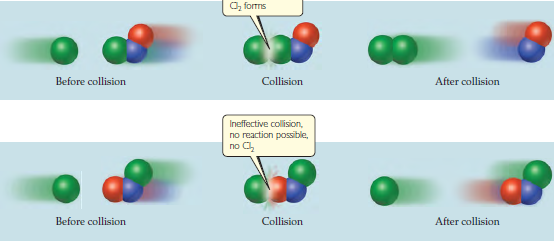 Cl₂ forms
Before collision
Collision
After collision
Ineffective collision,
no reaction possible,
no Cl₂
Before collision
Collision
After collision